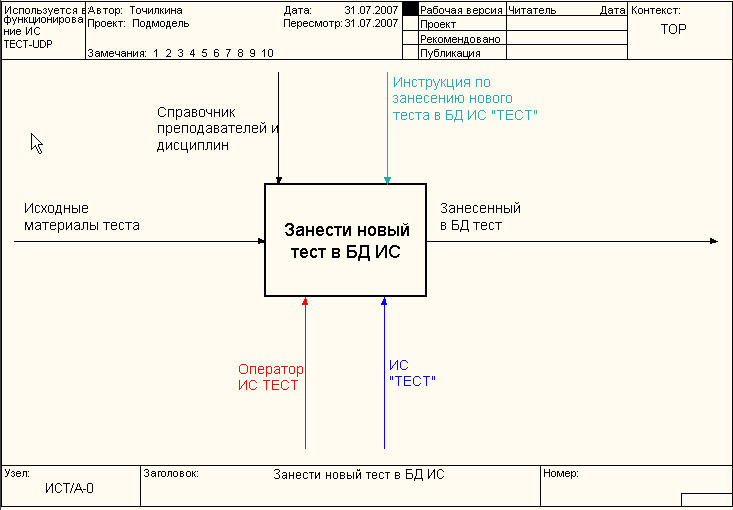 Используется в
функционирова
ние ИС
ТЕСТ-UDP
Автор: Точилкина
Проект: Подмодель
Замечания: 1 2 3 4 5 6 7 8 9 10
Дата: 31.07.2007
Пересмотр: 31.07.2007
Рабочая версия
Проект
Рекомендовано
Публикация
Читатель Дата
Контекст:
TOP
Справочник
преподавателей и
дисциплин
Инструкция по
занесению нового
теста в БД ИС "ТЕСТ"
Исходные
материалы теста
Занести новый
тест в БД ИС
Занесенный
в БД тест
Оператор
ИС ТЕСТ
ИС
"ТЕСТ"
Узел:
ИСТ/А-0
Заголовок:
Занести новый тест в БД ИС
Номер: